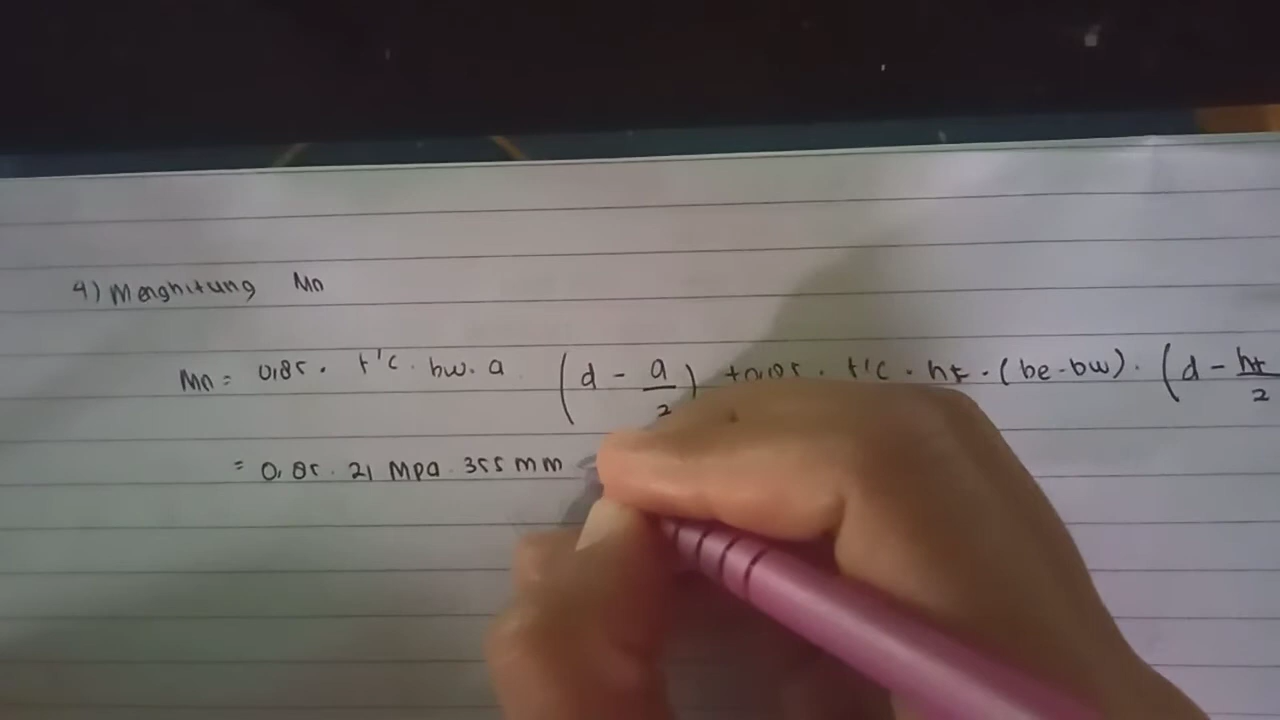 4) Menghitung Mn
Mn = 0,85 . f'c . bw . a (d - a/2) + 0,85 . f'c . hf . (be - bw) . (d - hf/2
= 0,85 . 21 MPa . 355 mm